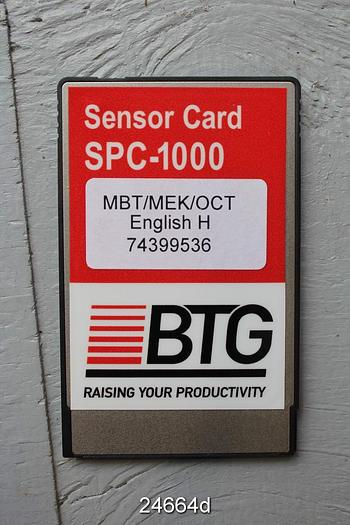 Sensor Card
SPC-1000
MBT/MEK/OCT
English H
74399536
BTG
RAISING YOUR PRODUCTIVITY
24664d